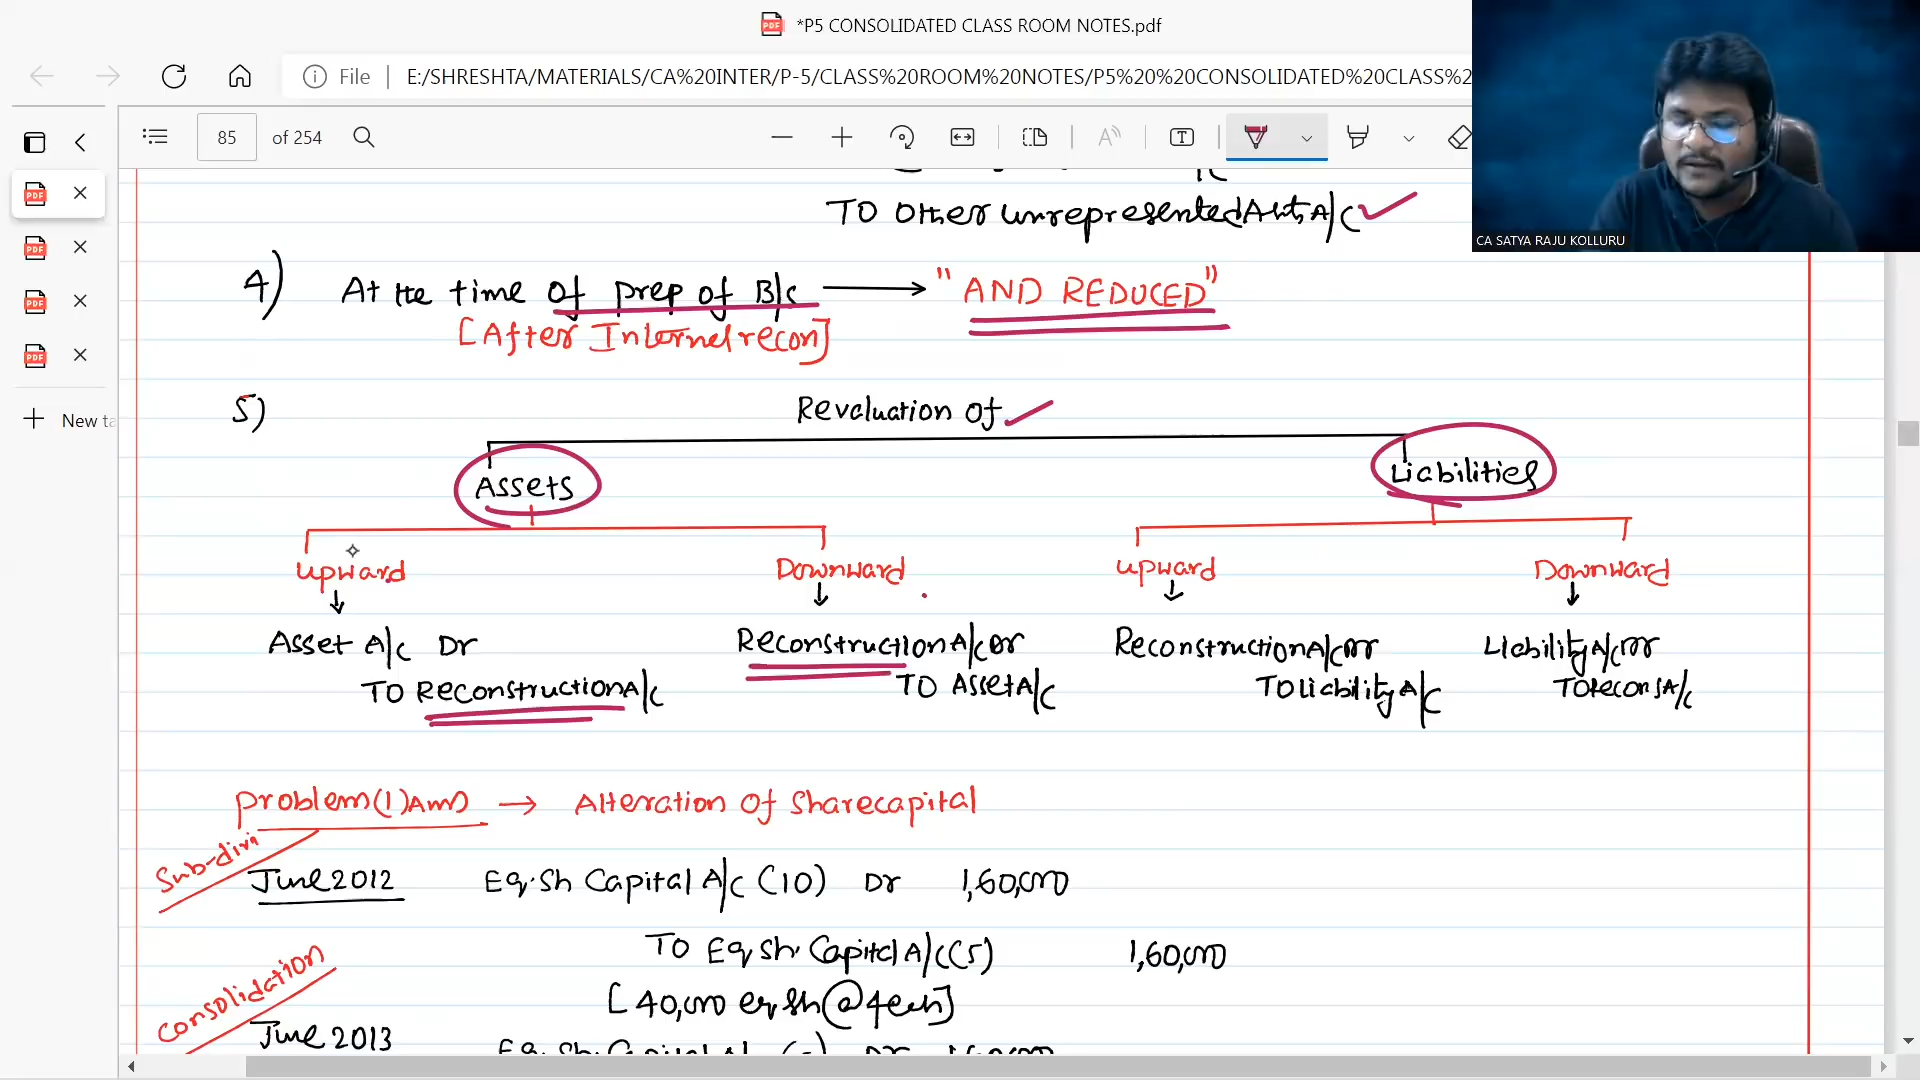 *P5 CONSOLIDATED CLASS ROOM NOTES.pdf
File
E:/SHRESHTA/MATERIALS/CA%20INTER/P-5/CLASS%20ROOM%20NOTES/P5%20%20CONSOLIDATED%20CLASS%2
85 of 254
CA SATYA RAJU KOLLURU
New ta
TO Other unrepresented A/c
4) At the time of prep of B/c → "AND REDUCED"
[After Internel recon]
5) Revaluation Of
Assets Liabilities
upward Downward upward Downward
Asset A/c Dr Reconstruction A/c Dr Reconstruction A/c Dr Liability A/c Dr
TO Reconstruction A/c TO Asset A/c TO liability A/c TO recons A/c
Problem (1) Ans → Alteration Of Sharecapital
Sub-divi
June 2012 Eq.Sh Capital A/c (10) Dr 1,60,000
TO Eq Sh. Capital A/c (5) 1,60,000
[40,000 eq sh @ 4 each]
Consolidation
June 2013